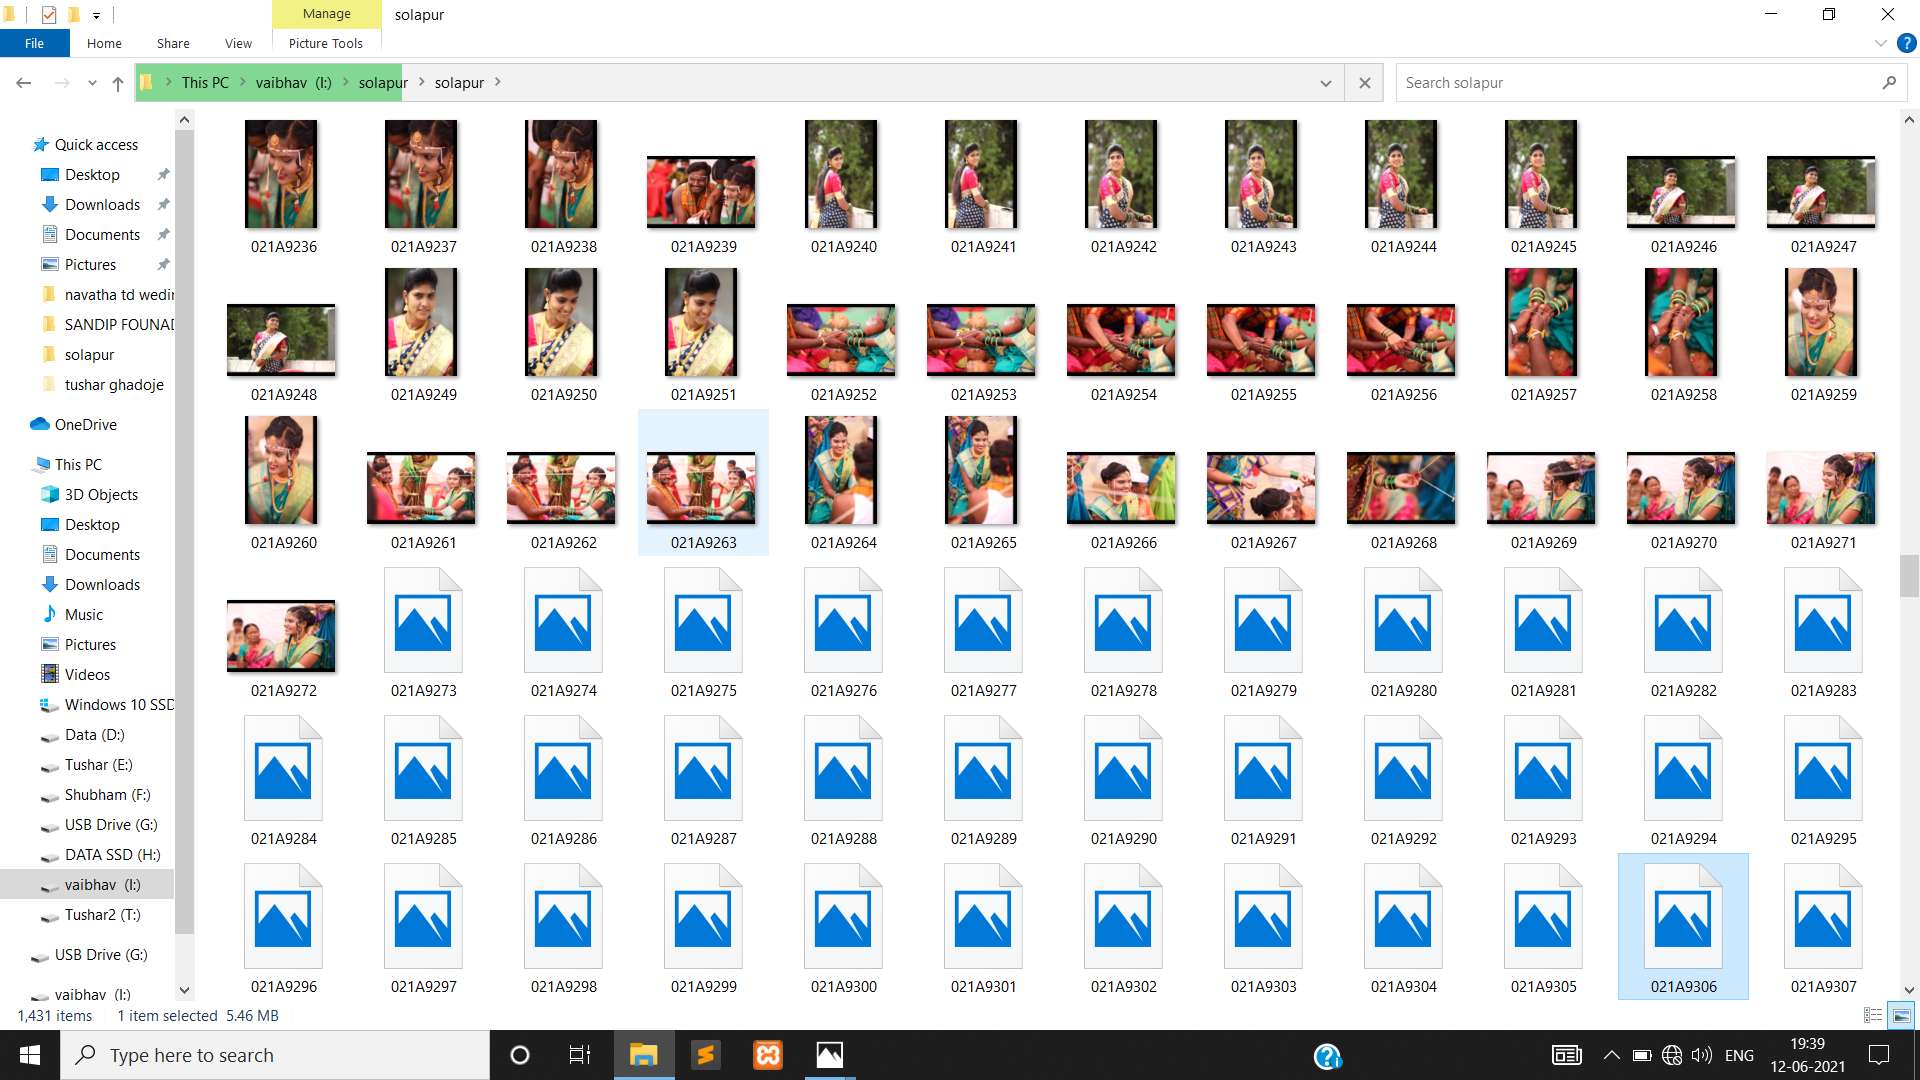 Manage
solapur
File
Home
Share
View
Picture Tools
This PC
vaibhav (I:)
solapur
solapur
Search solapur
Quick access
Desktop
Downloads
Documents
Pictures
navatha td wedin
SANDIP FOUNAD
solapur
tushar ghadoje
OneDrive
This PC
3D Objects
Desktop
Documents
Downloads
Music
Pictures
Videos
Windows 10 SSD
Data (D:)
Tushar (E:)
Shubham (F:)
USB Drive (G:)
DATA SSD (H:)
vaibhav (I:)
Tushar2 (T:)
USB Drive (G:)
vaibhav (I:)
021A9236 021A9237 021A9238 021A9239 021A9240 021A9241 021A9242 021A9243 021A9244 021A9245 021A9246 021A9247
021A9248 021A9249 021A9250 021A9251 021A9252 021A9253 021A9254 021A9255 021A9256 021A9257 021A9258 021A9259
021A9260 021A9261 021A9262 021A9263 021A9264 021A9265 021A9266 021A9267 021A9268 021A9269 021A9270 021A9271
021A9272 021A9273 021A9274 021A9275 021A9276 021A9277 021A9278 021A9279 021A9280 021A9281 021A9282 021A9283
021A9284 021A9285 021A9286 021A9287 021A9288 021A9289 021A9290 021A9291 021A9292 021A9293 021A9294 021A9295
021A9296 021A9297 021A9298 021A9299 021A9300 021A9301 021A9302 021A9303 021A9304 021A9305 021A9306 021A9307
1,431 items 1 item selected 5.46 MB
Type here to search
ENG
19:39
12-06-2021